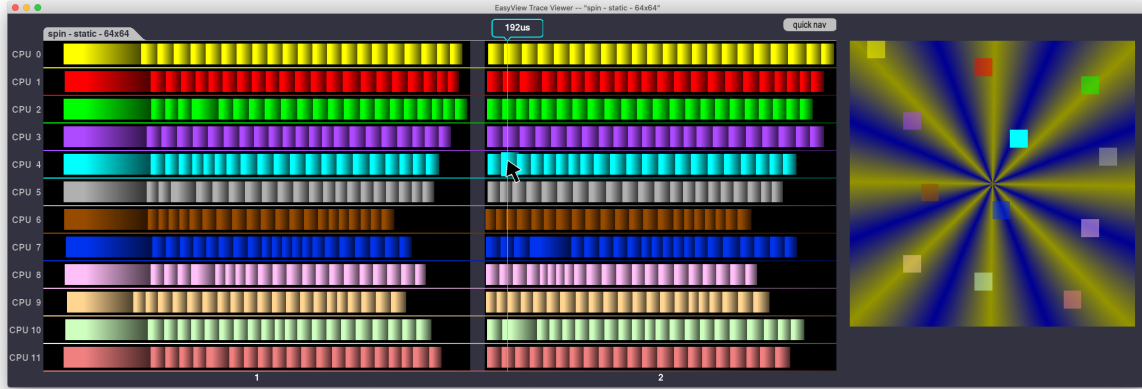 EasyView Trace Viewer -- "spin - static - 64x64"
spin - static - 64x64
192us
quick nav
CPU 0
CPU 1
CPU 2
CPU 3
CPU 4
CPU 5
CPU 6
CPU 7
CPU 8
CPU 9
CPU 10
CPU 11
1
2